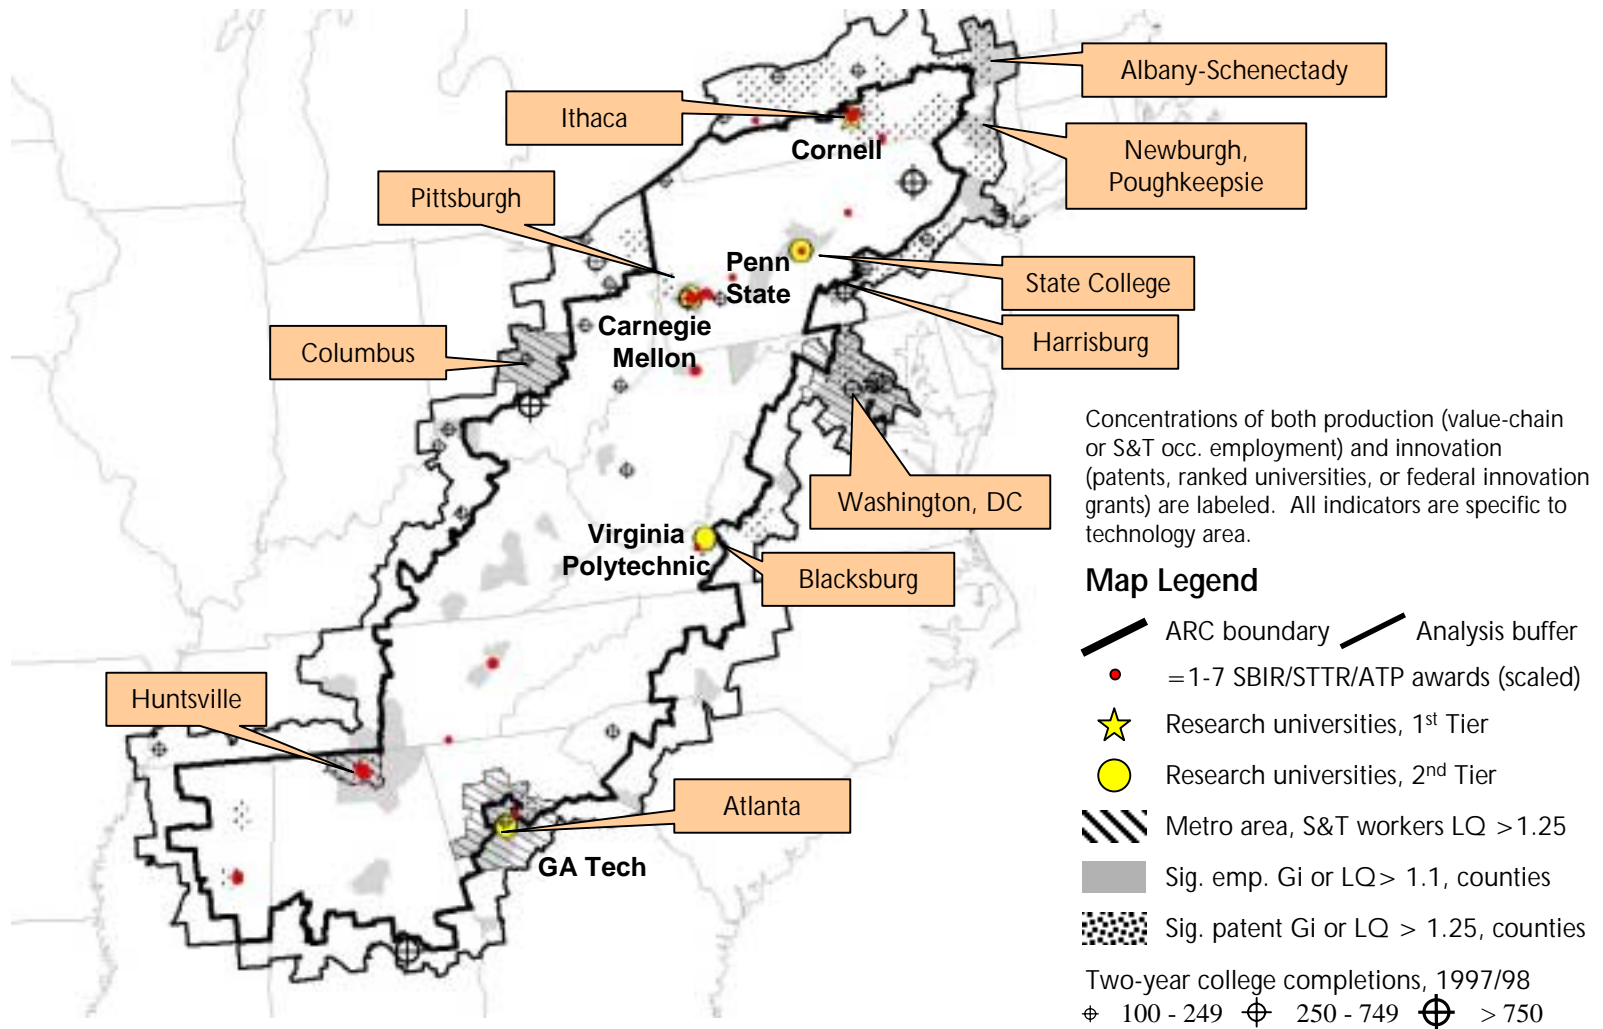 Albany-Schenectady
Ithaca
Cornell
Newburgh,
Poughkeepsie
Pittsburgh
Penn
State
State College
Carnegie
Mellon
Harrisburg
Columbus
Washington, DC
Virginia
Polytechnic
Blacksburg
Huntsville
Atlanta
GA Tech
Concentrations of both production (value-chain
or S&T occ. employment) and innovation
(patents, ranked universities, or federal innovation
grants) are labeled. All indicators are specific to
technology area.
Map Legend
ARC boundary Analysis buffer
=1-7 SBIR/STTR/ATP awards (scaled)
Research universities, 1st Tier
Research universities, 2nd Tier
Metro area, S&T workers LQ >1.25
Sig. emp. Gi or LQ> 1.1, counties
Sig. patent Gi or LQ > 1.25, counties
Two-year college completions, 1997/98
100 - 249 250 - 749 > 750